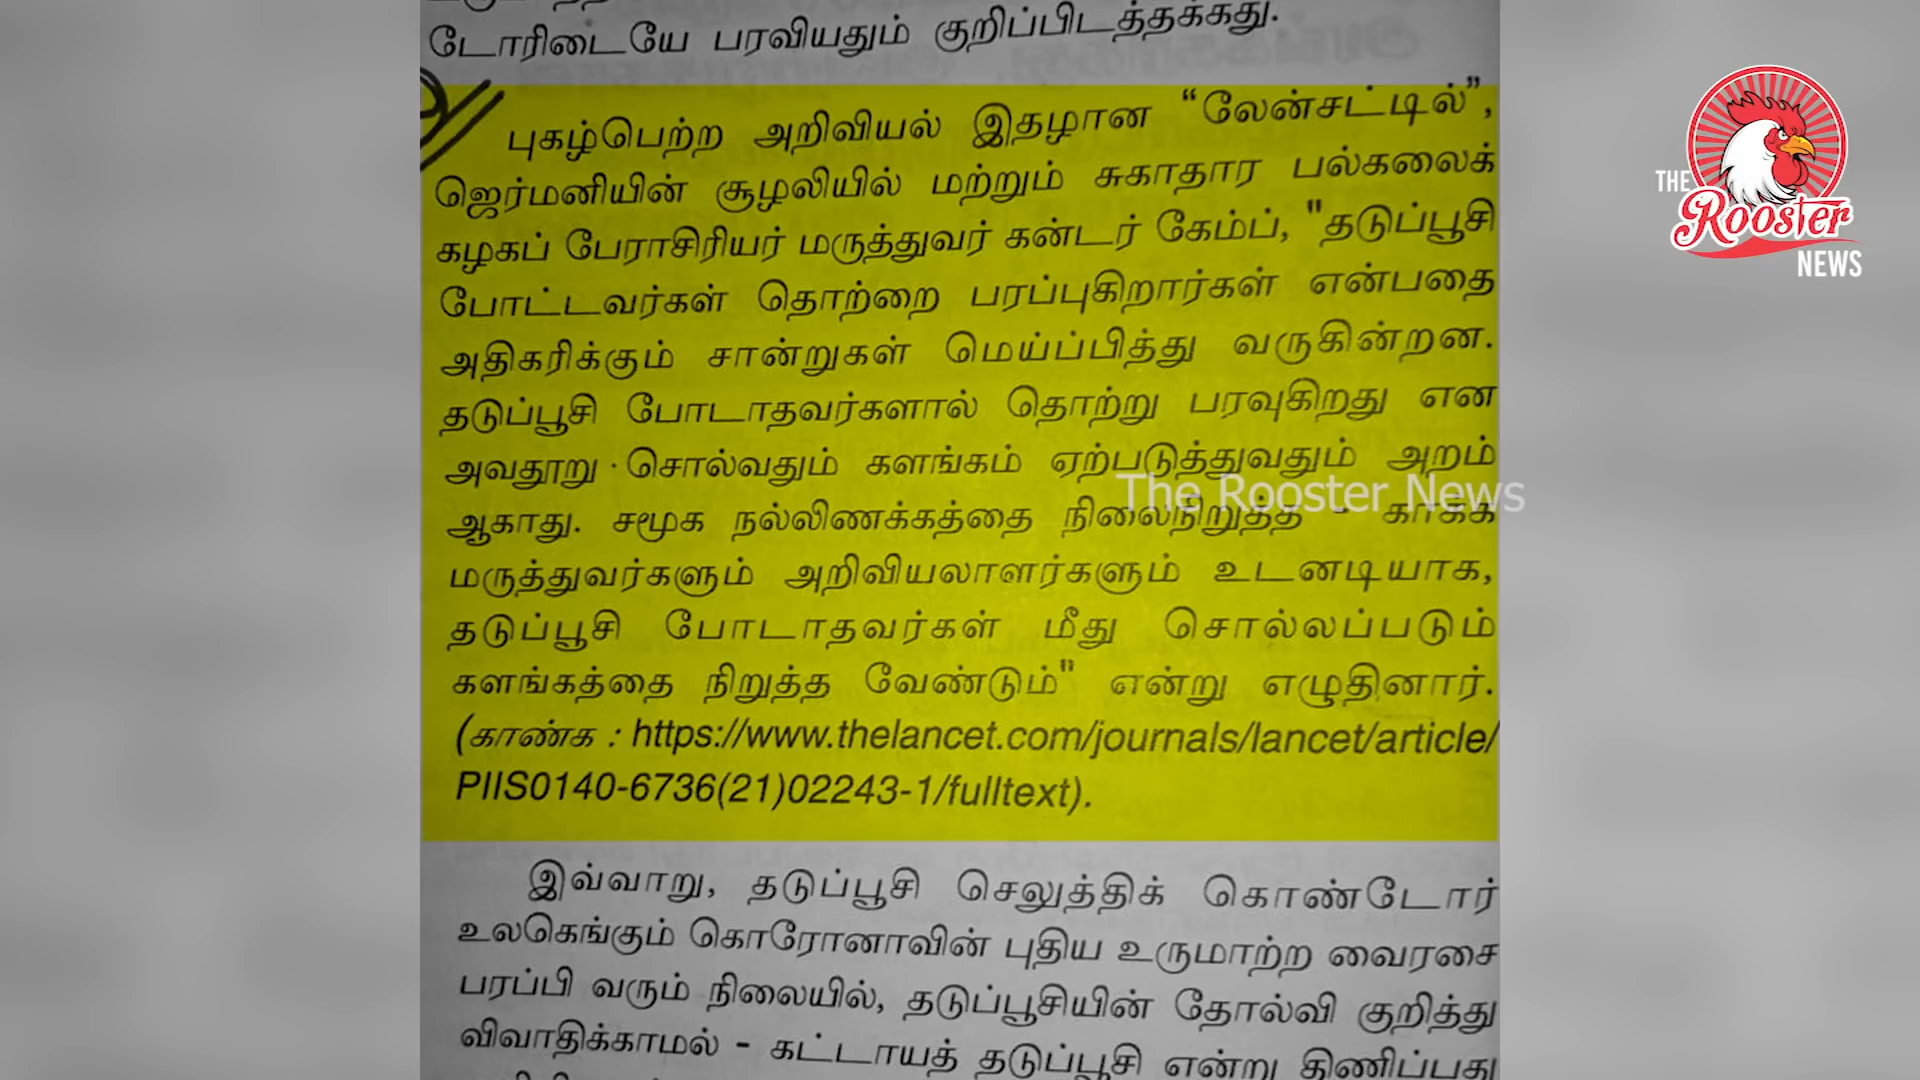 டோரிடையே பரவியதும் குறிப்பிடத்தக்கது.
புகழ்பெற்ற அறிவியல் இதழான “லேன்சட்டில்”,
ஜெர்மனியின் சூழலியில் மற்றும் சுகாதார பல்கலைக்
கழகப் பேராசிரியர் மருத்துவர் கன்டர் கேம்ப், "தடுப்பூசி
போட்டவர்கள் தொற்றை பரப்புகிறார்கள் என்பதை
அதிகரிக்கும் சான்றுகள் மெய்ப்பித்து வருகின்றன.
தடுப்பூசி போடாதவர்களால் தொற்று பரவுகிறது என
அவதூறு சொல்வதும் களங்கம் ஏற்படுத்துவதும் அறம்
ஆகாது. சமூக நல்லிணக்கத்தை நிலைநிறுத்த - காக்க
மருத்துவர்களும் அறிவியலாளர்களும் உடனடியாக,
தடுப்பூசி போடாதவர்கள் மீது சொல்லப்படும்
களங்கத்தை நிறுத்த வேண்டும்" என்று எழுதினார்.
(காண்க : https://www.thelancet.com/journals/lancet/article/
PIIS0140-6736(21)02243-1/fulltext).
இவ்வாறு, தடுப்பூசி செலுத்திக் கொண்டோர்
உலகெங்கும் கொரோனாவின் புதிய உருமாற்ற வைரசை
பரப்பி வரும் நிலையில், தடுப்பூசியின் தோல்வி குறித்து
விவாதிக்காமல் - கட்டாயத் தடுப்பூசி என்று திணிப்பது
THE
Rooster
NEWS
The Rooster News